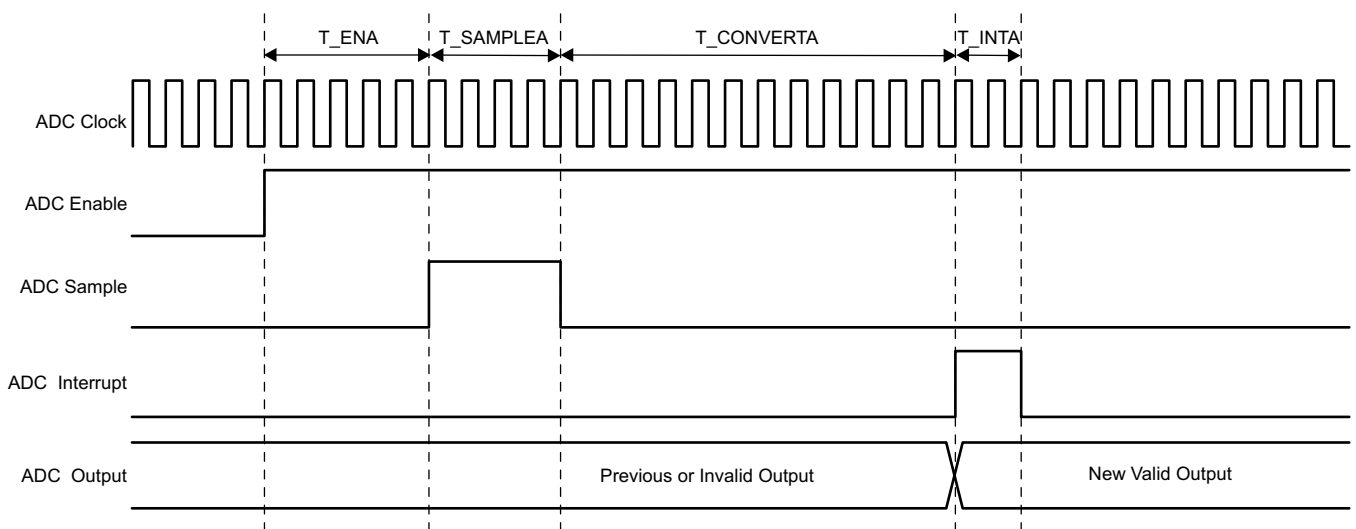 T_ENA T_SAMPLEA T_CONVERTA T_INTA
ADC Clock
ADC Enable
ADC Sample
ADC Interrupt
ADC Output Previous or Invalid Output New Valid Output